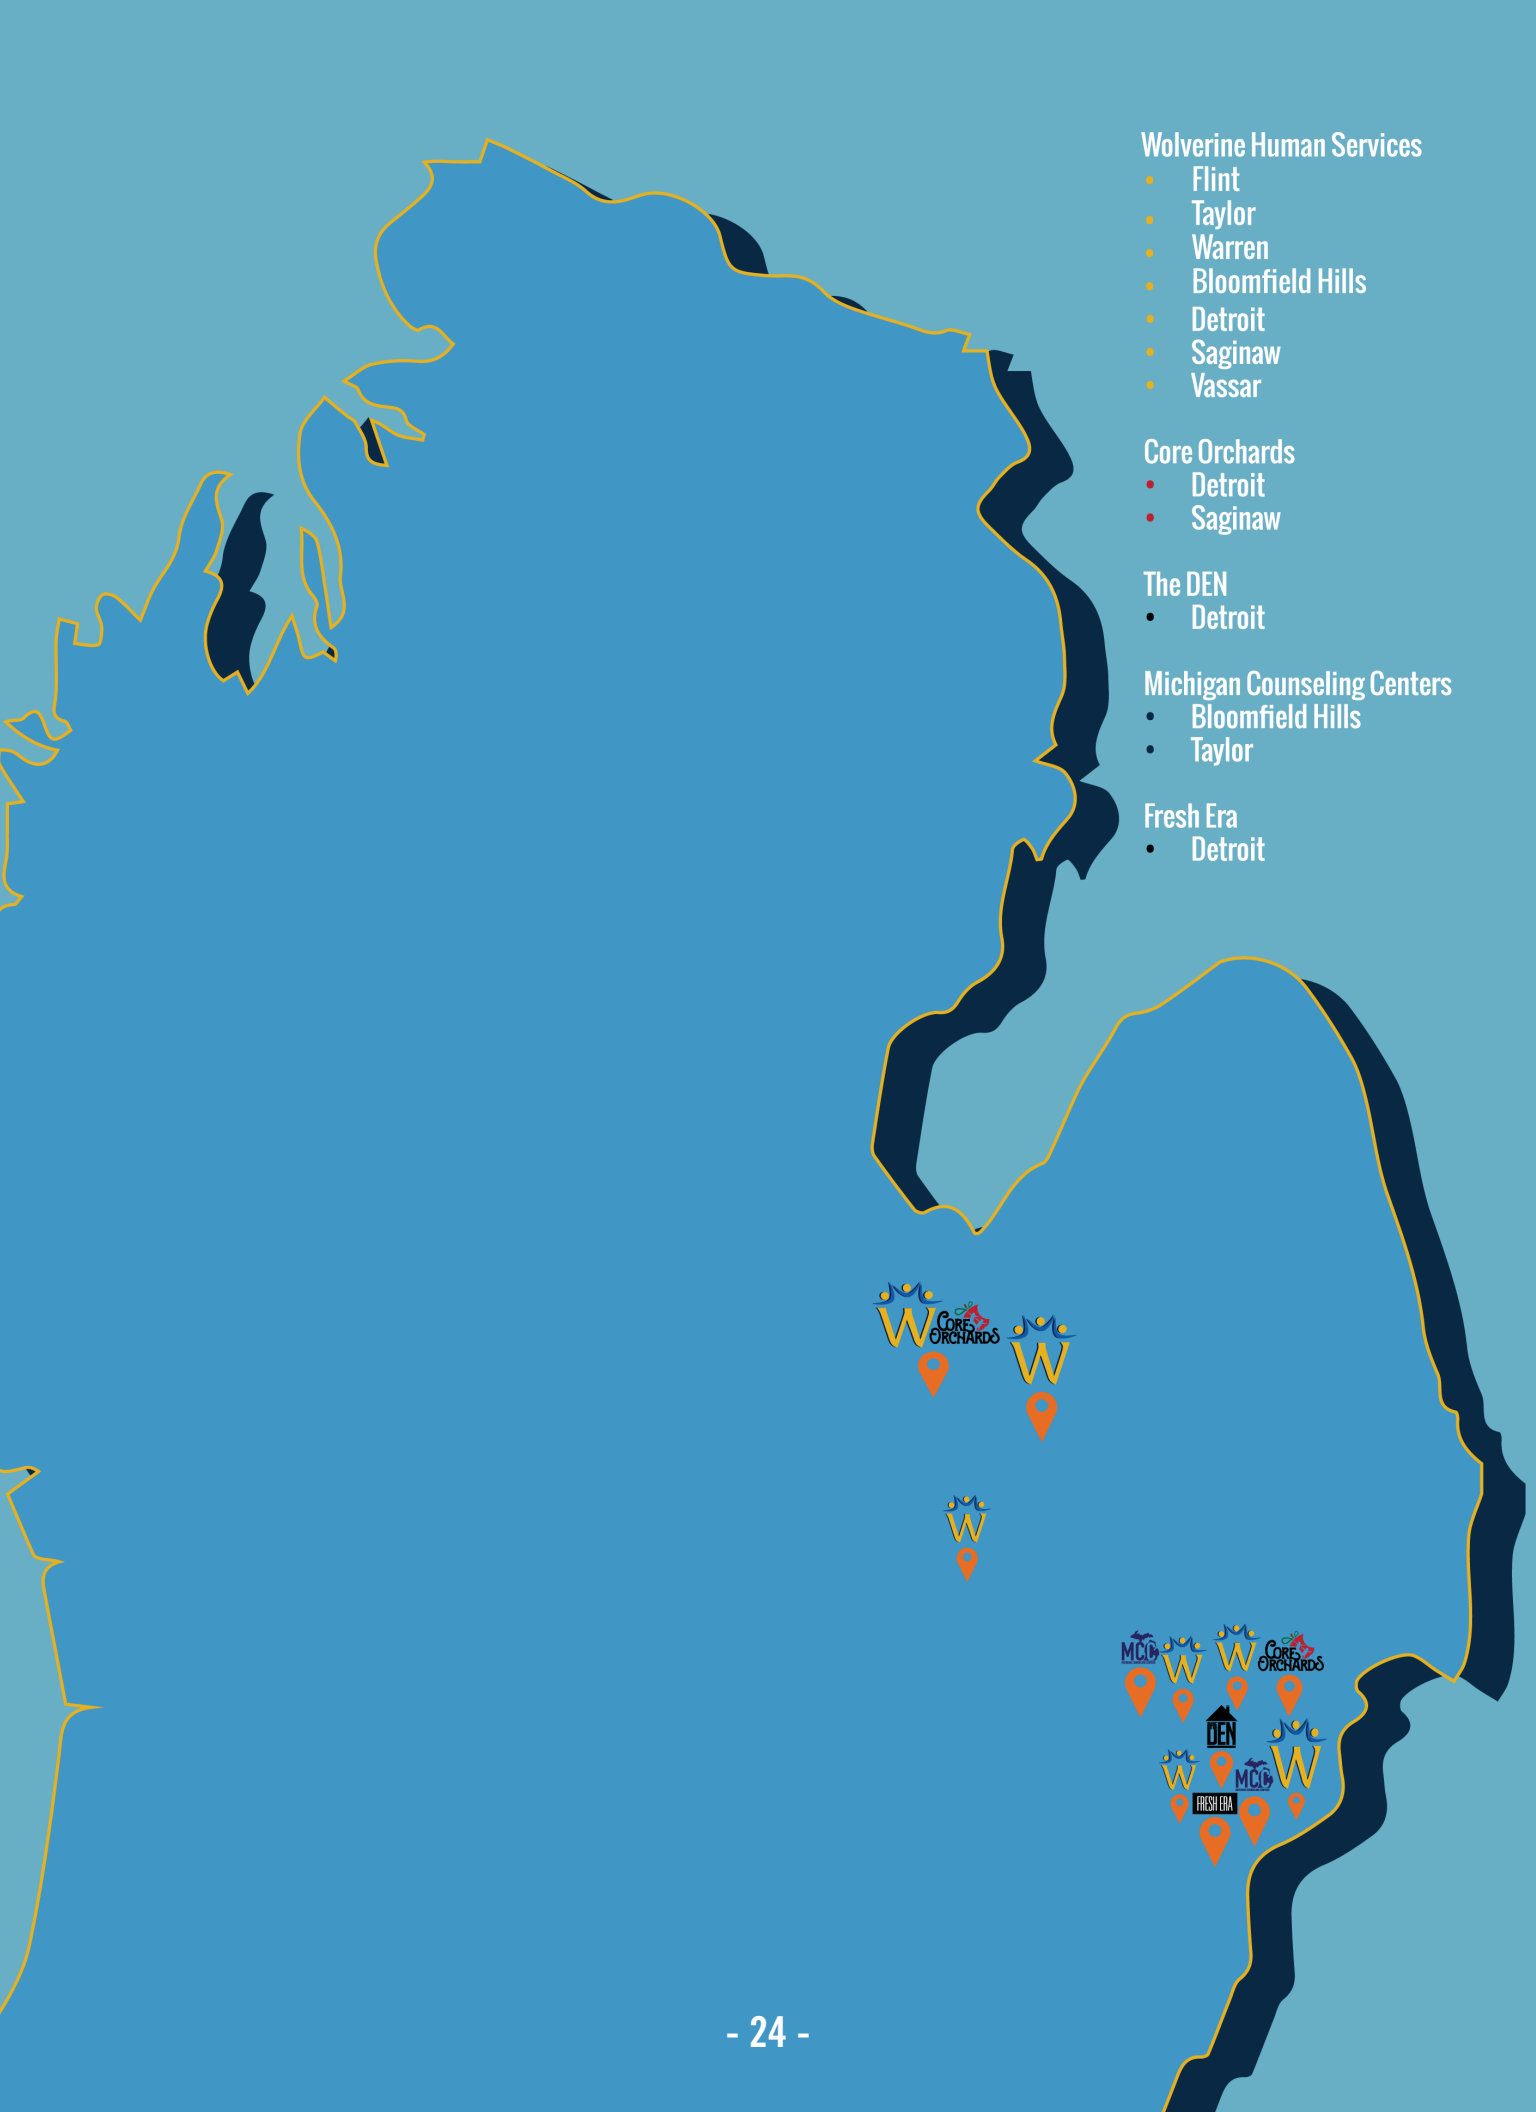 Wolverine Human Services
• Flint
• Taylor
• Warren
• Bloomfield Hills
• Detroit
• Saginaw
• Vassar
Core Orchards
• Detroit
• Saginaw
The DEN
• Detroit
Michigan Counseling Centers
• Bloomfield Hills
• Taylor
Fresh Era
• Detroit
W
CORE
ORCHARDS
W
W
MCC
W
W
CORE
ORCHARDS
DEN
W
MCC
W
FRESH ERA
- 24 -